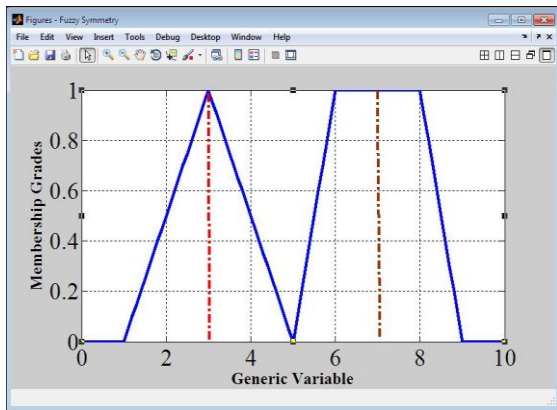 Figures - Fuzzy Symmetry
File Edit View Insert Tools Debug Desktop Window Help
1
0.8
0.6
0.4
0.2
0
Membership Grades
0 2 4 6 8 10
Generic Variable